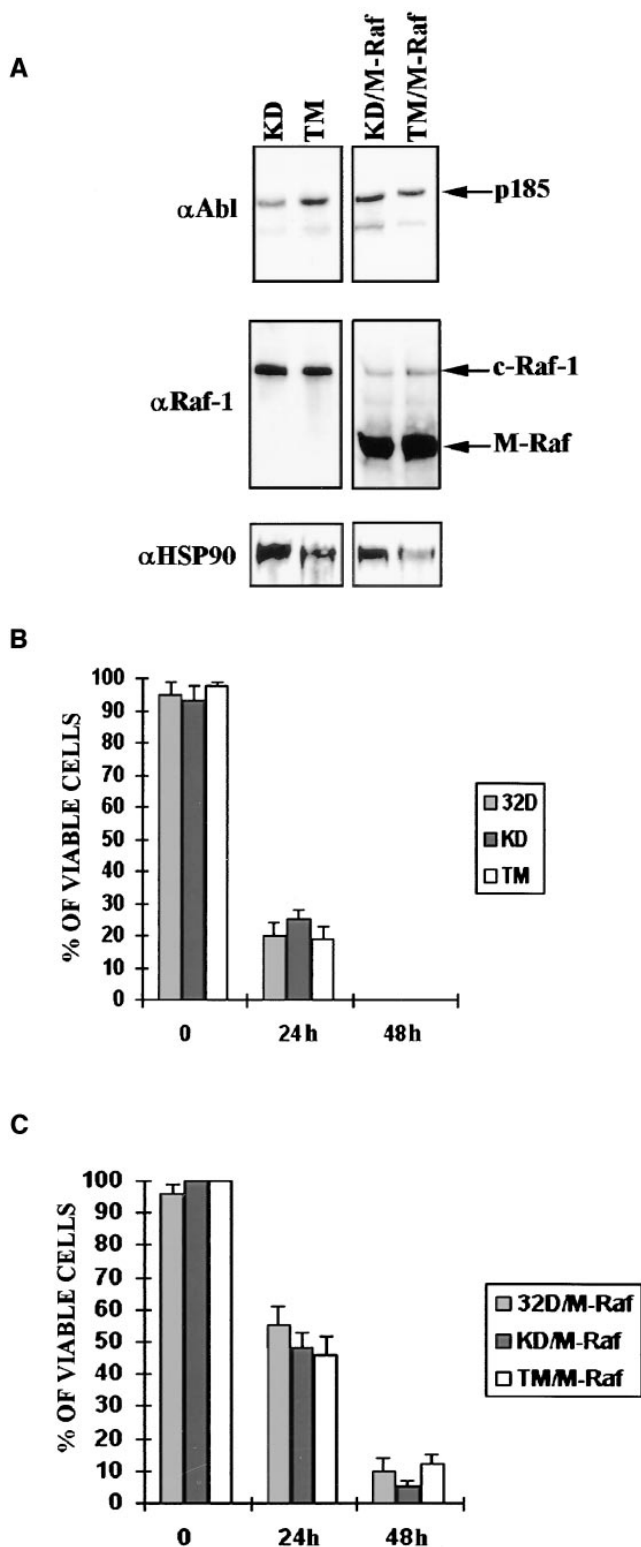 A
KD
TM
KD/M-Raf
TM/M-Raf
αAbl
p185
αRaf-1
c-Raf-1
M-Raf
αHSP90
B
% OF VIABLE CELLS
100
90
80
70
60
50
40
30
20
10
0
0
24h
48h
32D
KD
TM
C
% OF VIABLE CELLS
100
90
80
70
60
50
40
30
20
10
0
0
24h
48h
32D/M-Raf
KD/M-Raf
TM/M-Raf